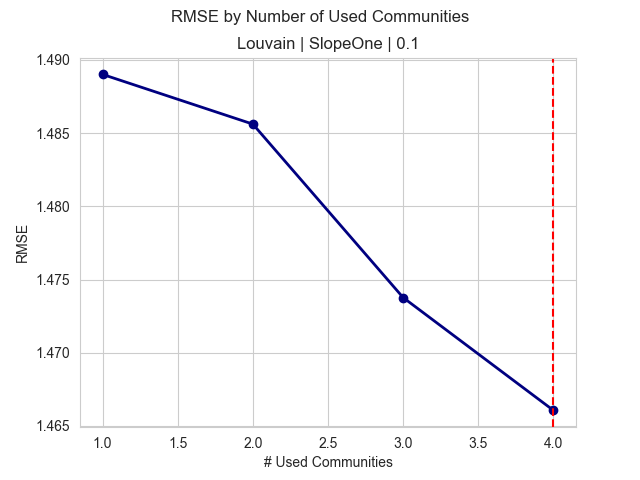 RMSE by Number of Used Communities
Louvain | SlopeOne | 0.1
1.490
1.485
1.480
1.475
1.470
1.465
RMSE
1.0 1.5 2.0 2.5 3.0 3.5 4.0
# Used Communities